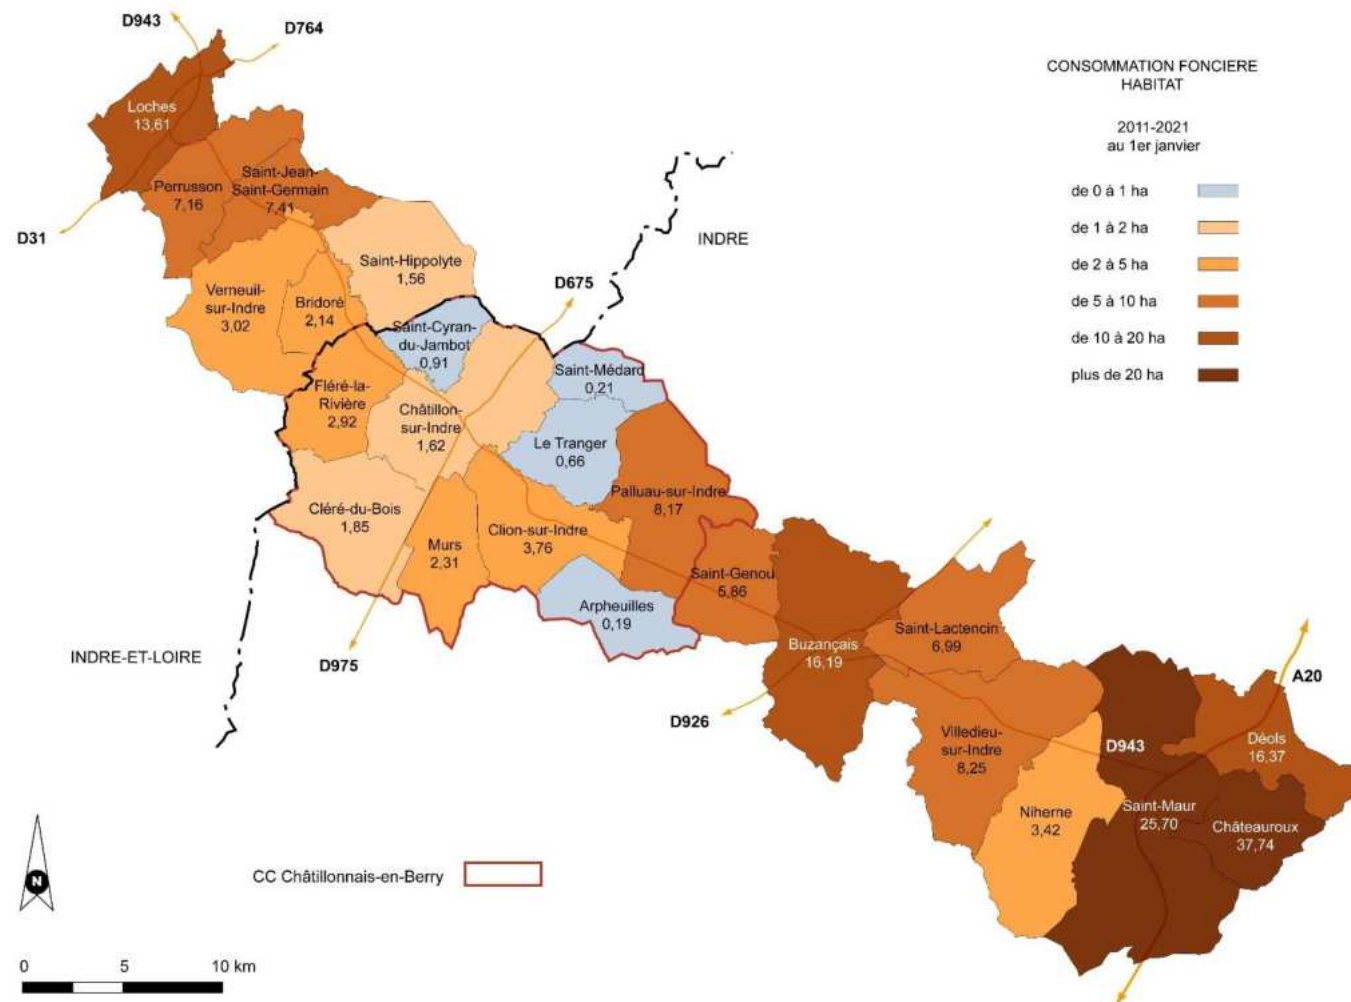 D943
D764
CONSOMMATION FONCIERE
HABITAT
2011-2021
au 1er janvier
de 0 à 1 ha
de 1 à 2 ha
de 2 à 5 ha
de 5 à 10 ha
de 10 à 20 ha
plus de 20 ha
Loches
13,61
Perrusson
7,16
Saint-Jean-
Saint-Germain
7,41
D31
INDRE
Saint-Hippolyte
1,56
D675
Verneuil-
sur-Indre
3,02
Bridoré
2,14
Saint-Cyran-
du-Jambot
0,91
Saint-Médard
0,21
Fléré-la-
Rivière
2,92
Châtillon-
sur-Indre
1,62
Le Tranger
0,66
Palluau-sur-Indre
8,17
Cléré-du-Bois
1,85
Murs
2,31
Clion-sur-Indre
3,76
Saint-Genou
5,86
Arpheuilles
0,19
INDRE-ET-LOIRE
D975
Buzançais
16,19
Saint-Lactencin
6,99
A20
D926
Villedieu-
sur-Indre
8,25
D943
Déols
16,37
Niherne
3,42
Saint-Maur
25,70
Châteauroux
37,74
CC Châtillonnais-en-Berry
N
0 5 10 km